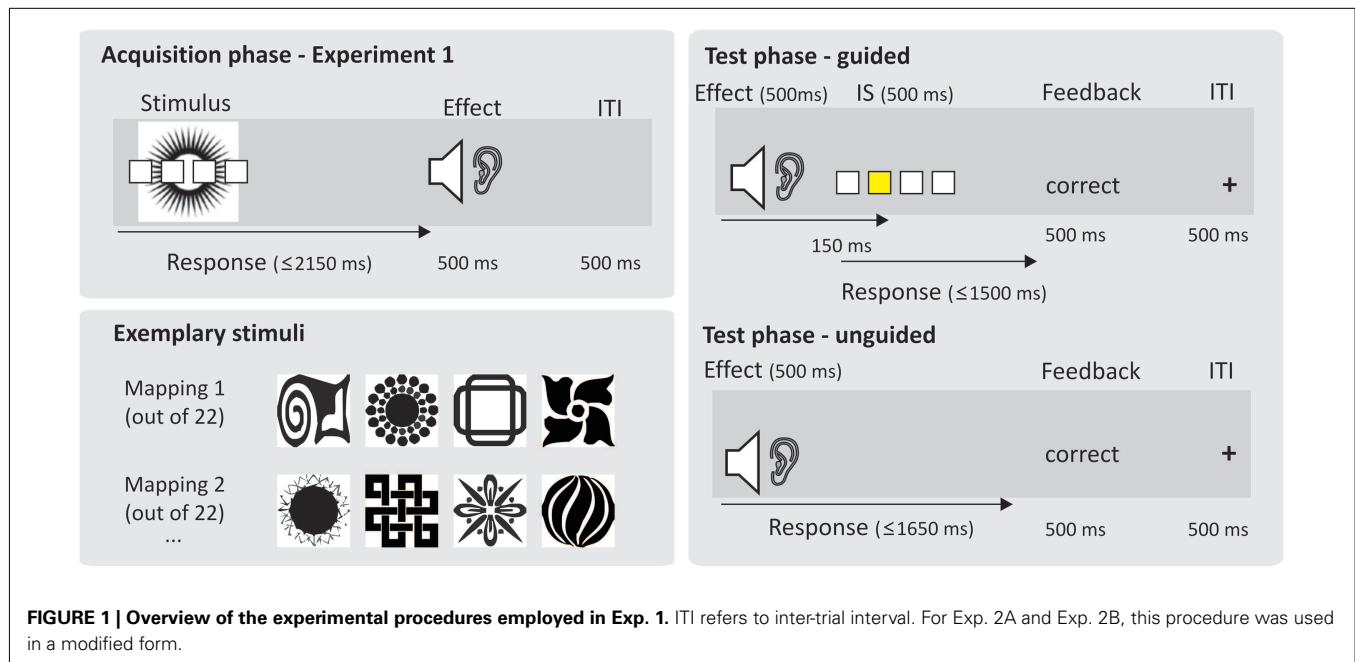 Acquisition phase - Experiment 1
Stimulus
Effect
ITI
Response (≤2150 ms)
500 ms
500 ms
Exemplary stimuli
Mapping 1
(out of 22)
Mapping 2
(out of 22)
...
Test phase - guided
Effect (500ms)
IS (500 ms)
Feedback
ITI
correct
+
150 ms
500 ms
500 ms
Response (≤1500 ms)
Test phase - unguided
Effect (500 ms)
Feedback
ITI
correct
+
Response (≤1650 ms)
500 ms
500 ms
FIGURE 1 | Overview of the experimental procedures employed in Exp. 1. ITI refers to inter-trial interval. For Exp. 2A and Exp. 2B, this procedure was used
in a modified form.